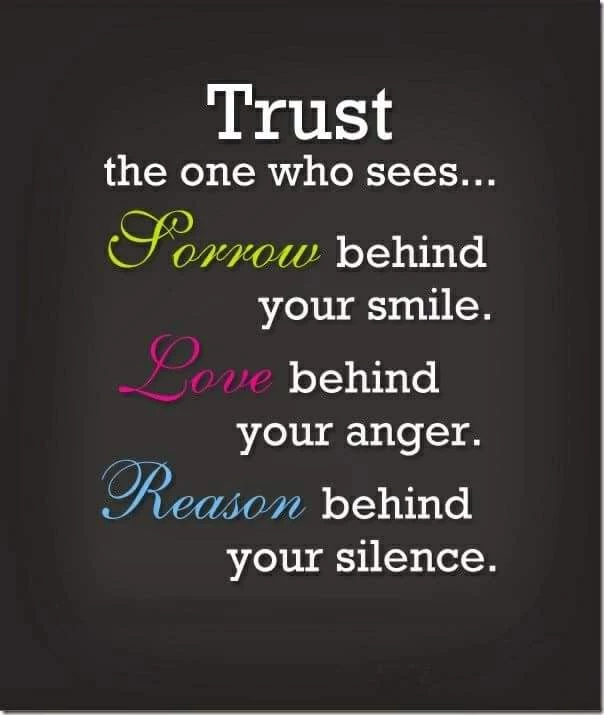 Trust
the one who sees...
Sorrow behind
your smile.
Love behind
your anger.
Reason behind
your silence.